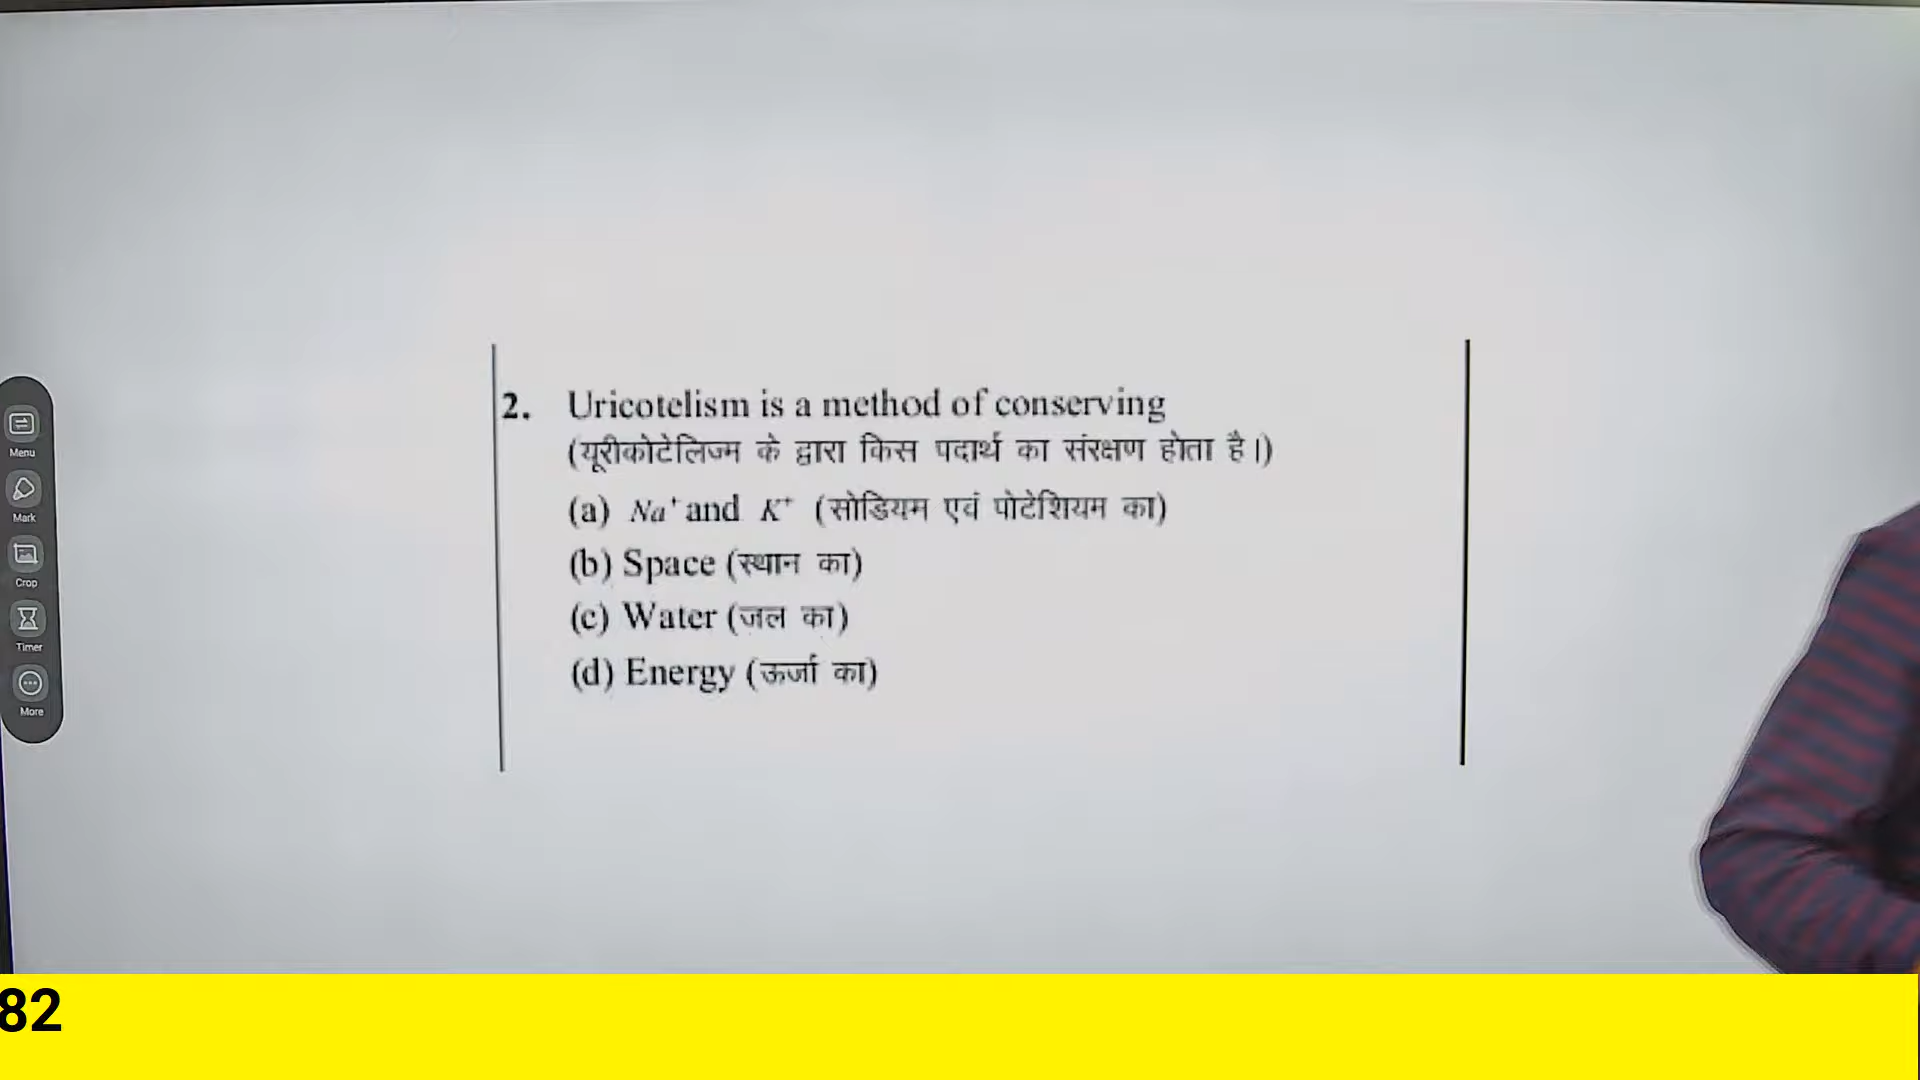 2. Uricotelism is a method of conserving
(यूरीकोटेलिज्म के द्वारा किस पदार्थ का संरक्षण होता है।)
(a) Na⁺ and K⁺ (सोडियम एवं पोटेशियम का)
(b) Space (स्थान का)
(c) Water (जल का)
(d) Energy (ऊर्जा का)
Menu
Mark
Crop
Timer
More
82